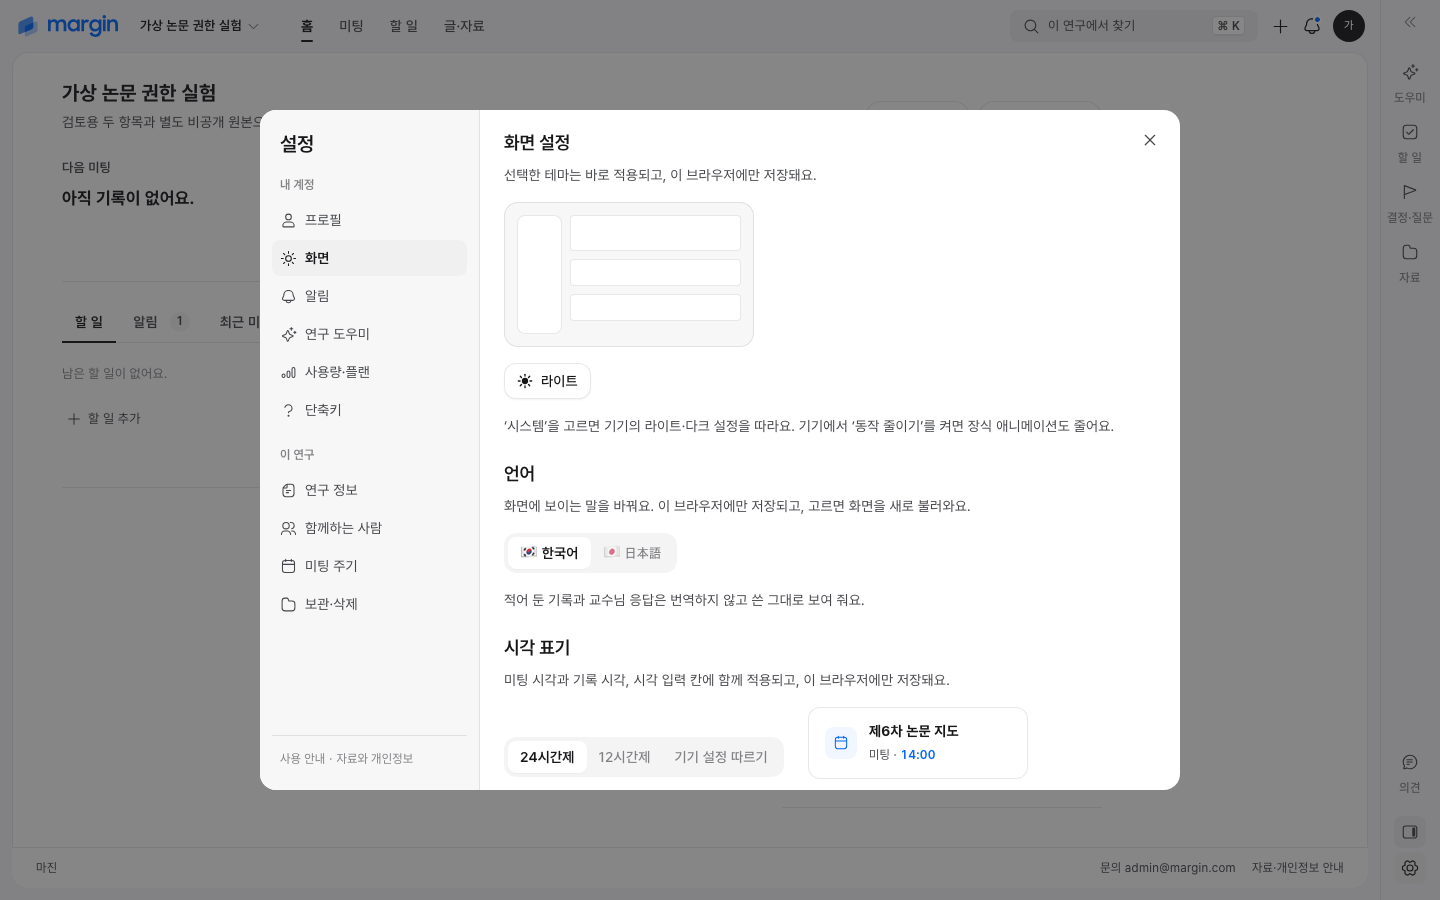 margin
가상 논문 권한 실험
홈
미팅
할 일
글·자료
이 연구에서 찾기
⌘ K
가
가상 논문 권한 실험
검토용 두 항목과 별도 비공개 원본으
다음 미팅
아직 기록이 없어요.
할 일
알림
1
최근 미
남은 할 일이 없어요.
할 일 추가
설정
내 계정
프로필
화면
알림
연구 도우미
사용량·플랜
단축키
이 연구
연구 정보
함께하는 사람
미팅 주기
보관·삭제
사용 안내 · 자료와 개인정보
화면 설정
선택한 테마는 바로 적용되고, 이 브라우저에만 저장돼요.
라이트
‘시스템’을 고르면 기기의 라이트·다크 설정을 따라요. 기기에서 ‘동작 줄이기’를 켜면 장식 애니메이션도 줄어요.
언어
화면에 보이는 말을 바꿔요. 이 브라우저에만 저장되고, 고르면 화면을 새로 불러와요.
한국어
日本語
적어 둔 기록과 교수님 응답은 번역하지 않고 쓴 그대로 보여 줘요.
시각 표기
미팅 시각과 기록 시각, 시각 입력 칸에 함께 적용되고, 이 브라우저에만 저장돼요.
24시간제
12시간제
기기 설정 따르기
제6차 논문 지도
미팅 · 14:00
도우미
할 일
결정·질문
자료
의견
마진
문의 admin@margin.com
자료·개인정보 안내